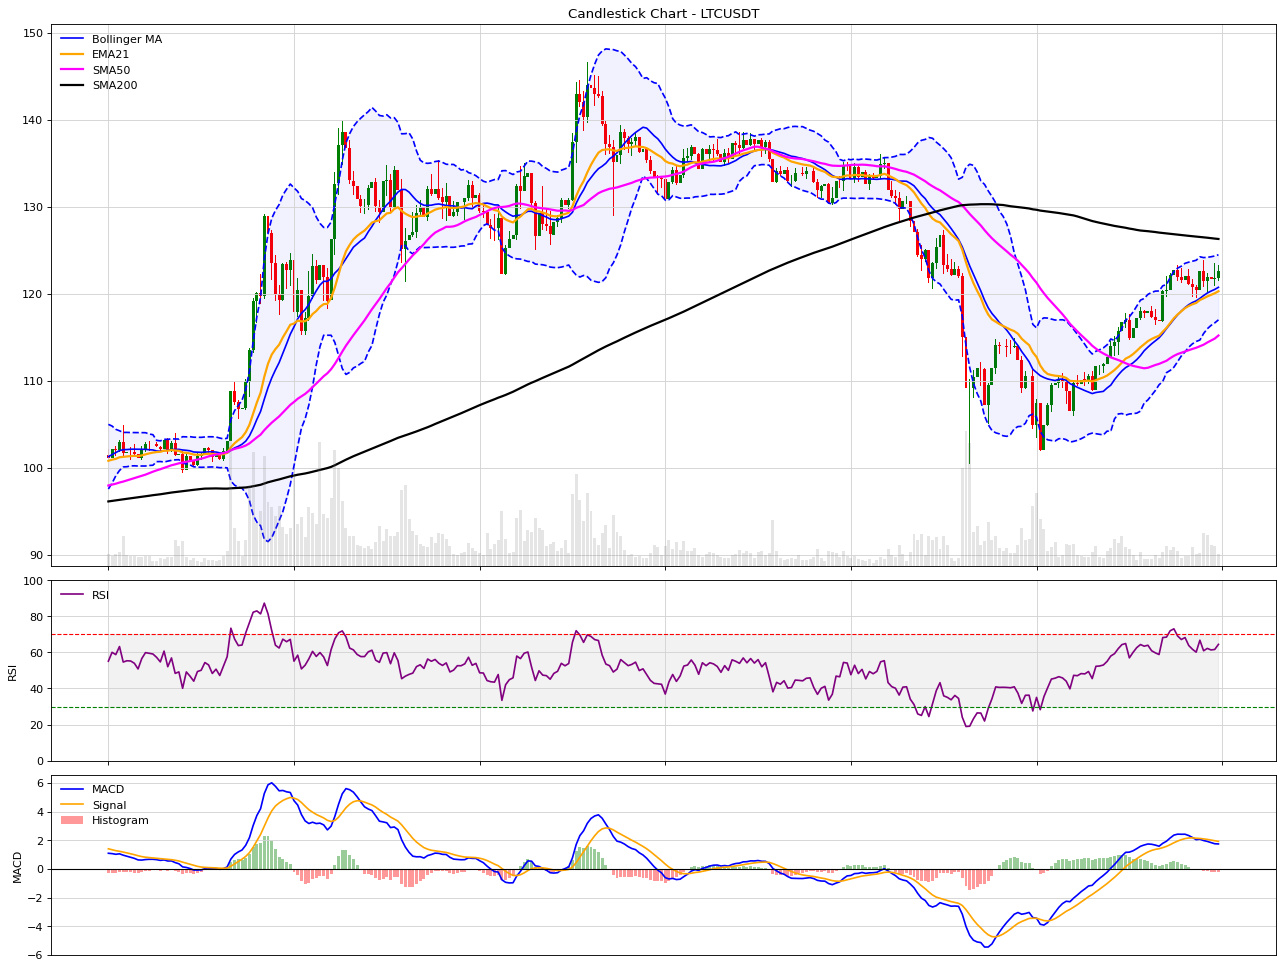 Candlestick Chart - LTCUSDT
150
140
130
120
110
100
90
Bollinger MA
EMA21
SMA50
SMA200
100
80
60
40
20
0
RSI
RSI
6
4
2
0
−2
−4
−6
MACD
MACD
Signal
Histogram